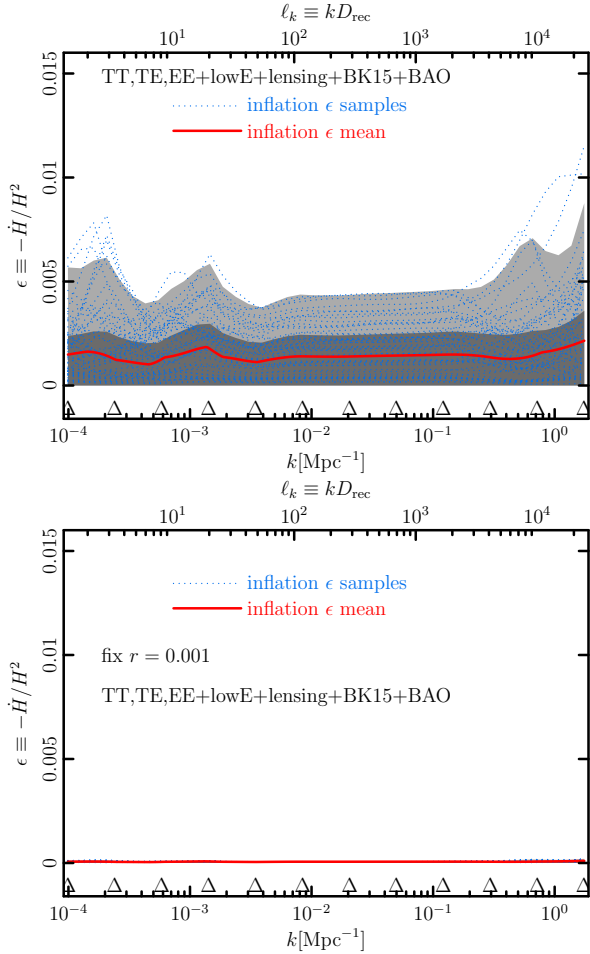 ℓ_k ≡ kD_rec
10^1 10^2 10^3 10^4
TT,TE,EE+lowE+lensing+BK15+BAO
inflation ϵ samples
inflation ϵ mean
0.015
0.01
0.005
0
ϵ ≡ −Ḣ/H^2
10^−4 10^−3 10^−2 10^−1 10^0
k[Mpc^−1]
ℓ_k ≡ kD_rec
10^1 10^2 10^3 10^4
inflation ϵ samples
inflation ϵ mean
fix r = 0.001
TT,TE,EE+lowE+lensing+BK15+BAO
0.015
0.01
0.005
0
ϵ ≡ −Ḣ/H^2
10^−4 10^−3 10^−2 10^−1 10^0
k[Mpc^−1]